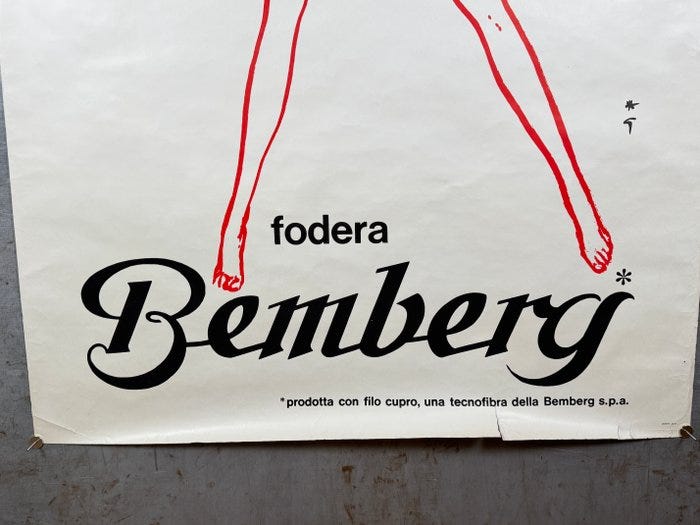 fodera
Bemberg*
*prodotta con filo cupro, una tecnofibra della Bemberg s.p.a.